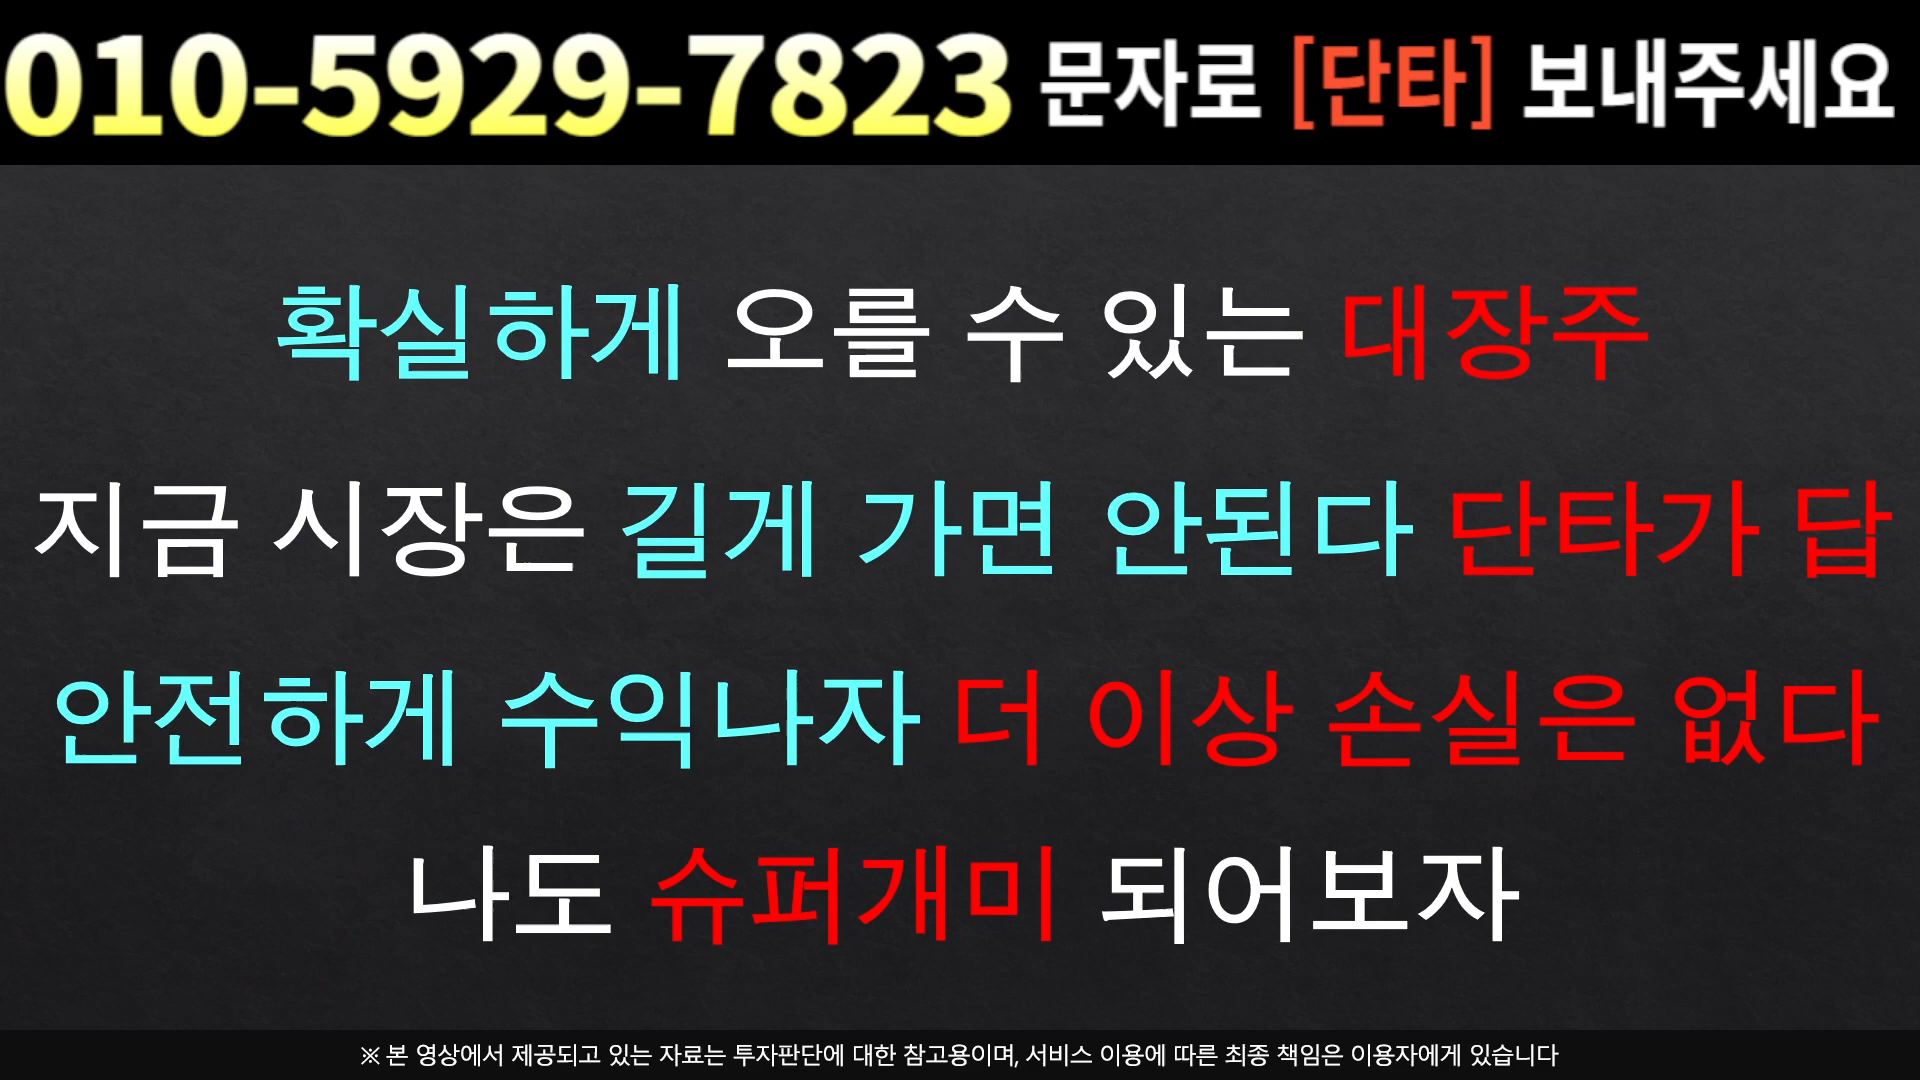 010-5929-7823 문자로 [단타] 보내주세요
확실하게 오를 수 있는 대장주
지금 시장은 길게 가면 안된다 단타가 답
안전하게 수익나자 더 이상 손실은 없다
나도 슈퍼개미 되어보자
※ 본 영상에서 제공되고 있는 자료는 투자판단에 대한 참고용이며, 서비스 이용에 따른 최종 책임은 이용자에게 있습니다